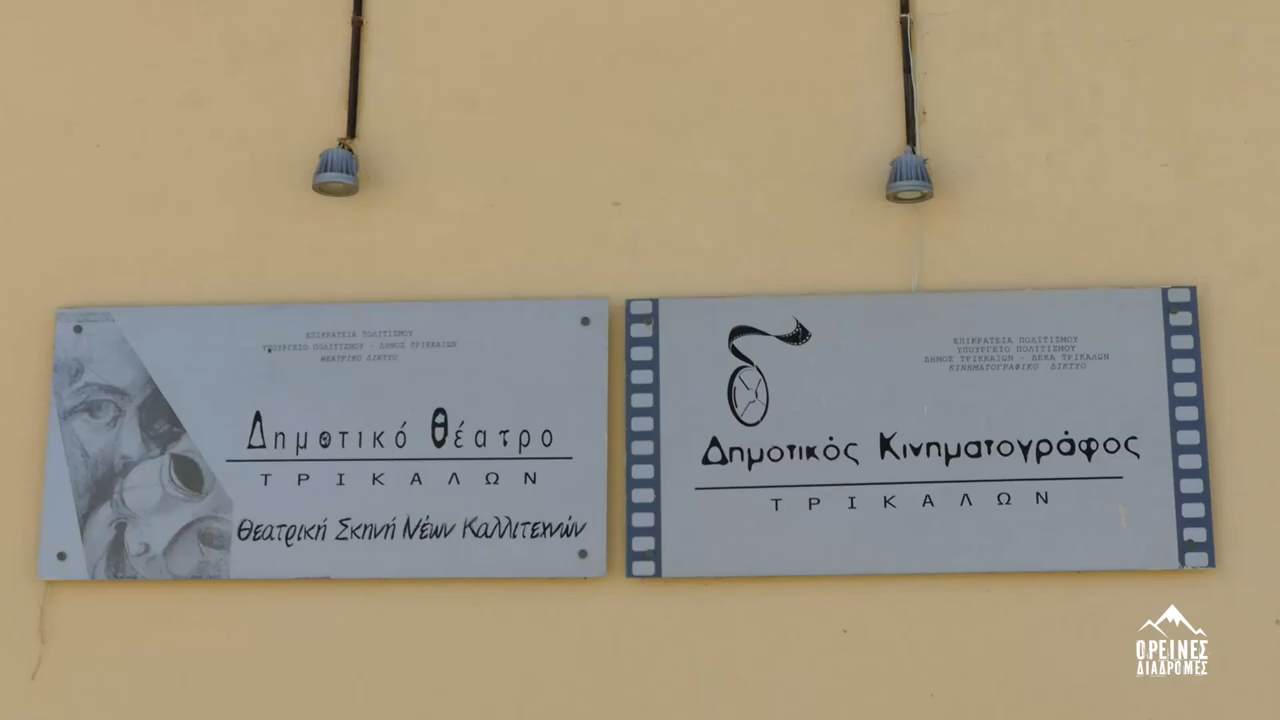 ΕΠΙΚΡΑΤΕΙΑ ΠΟΛΙΤΙΣΜΟΥ
ΥΠΟΥΡΓΕΙΟ ΠΟΛΙΤΙΣΜΟΥ - ΔΗΜΟΣ ΤΡΙΚΚΑΙΩΝ
ΘΕΑΤΡΙΚΟ ΔΙΚΤΥΟ
Δημοτικό Θέατρο
ΤΡΙΚΑΛΩΝ
Θεατρική Σκηνή Νέων Καλλιτεχνών
ΕΠΙΚΡΑΤΕΙΑ ΠΟΛΙΤΙΣΜΟΥ
ΥΠΟΥΡΓΕΙΟ ΠΟΛΙΤΙΣΜΟΥ
ΔΗΜΟΣ ΤΡΙΚΚΑΙΩΝ - ΔΕΚΑ ΤΡΙΚΑΛΩΝ
ΚΙΝΗΜΑΤΟΓΡΑΦΙΚΟ ΔΙΚΤΥΟ
Δημοτικός Κινηματογράφος
ΤΡΙΚΑΛΩΝ
ΟΡΕΙΝΕΣ
ΔΙΑΔΡΟΜΕΣ